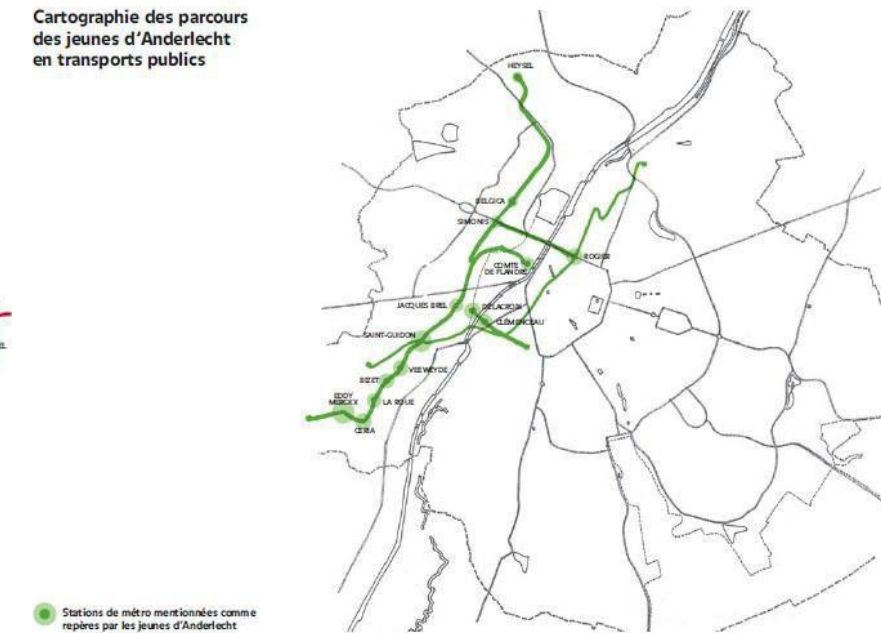 Cartographie des parcours
des jeunes d'Anderlecht
en transports publics
HEYSEL
BELGICA
SIMONIS
ROGIER
COMTE
DE FLANDRE
JACQUES BREL
DELACROIX
CLEMENCEAU
SAINT-GUIDON
VEEWEYDE
BIZET
EDDY
MERCKX
LA ROUE
CERIA
Stations de métro mentionnées comme
repères par les jeunes d'Anderlecht